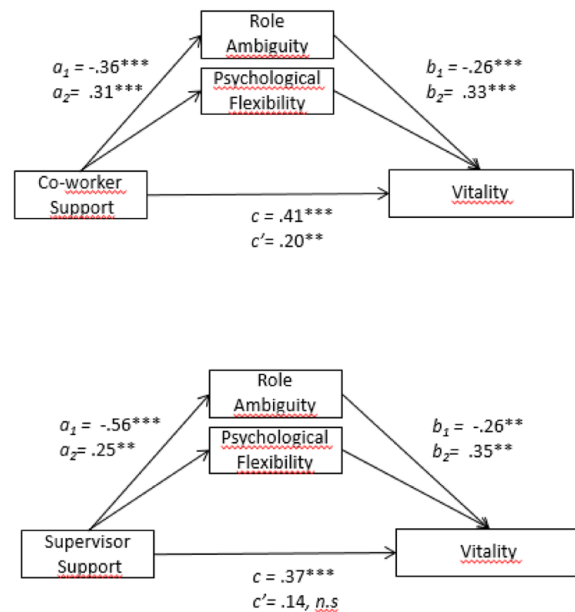 Role
Ambiguity
a₁ = -.36***
a₂= .31***
Psychological
Flexibility
b₁ = -.26***
b₂= .33***
Co-worker
Support
Vitality
c = .41***
c'= .20**
Role
Ambiguity
a₁ = -.56***
a₂= .25**
Psychological
Flexibility
b₁ = -.26**
b₂= .35**
Supervisor
Support
Vitality
c = .37***
c'= .14, n.s